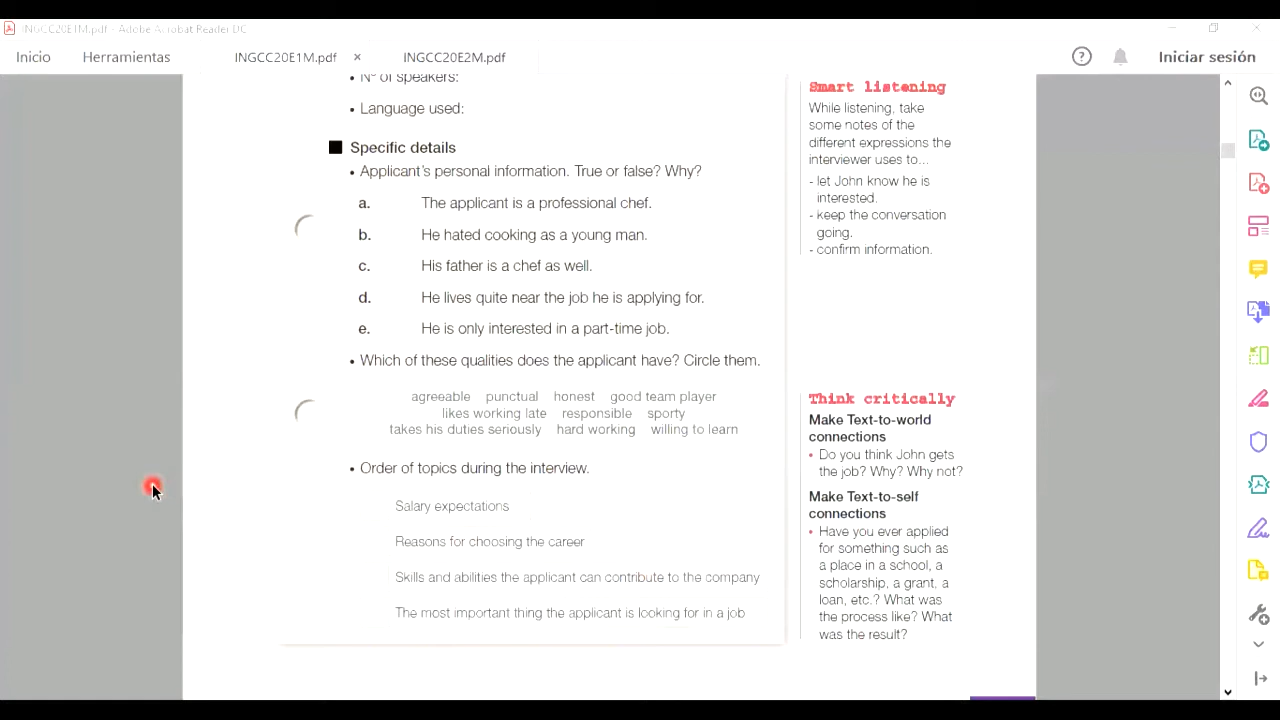 INGCC20E1M.pdf - Adobe Acrobat Reader DC
Inicio Herramientas INGCC20E1M.pdf × INGCC20E2M.pdf Iniciar sesión
• Nº of speakers:
• Language used:
■ Specific details
• Applicant's personal information. True or false? Why?
a. The applicant is a professional chef.
b. He hated cooking as a young man.
c. His father is a chef as well.
d. He lives quite near the job he is applying for.
e. He is only interested in a part-time job.
• Which of these qualities does the applicant have? Circle them.
agreeable punctual honest good team player
likes working late responsible sporty
takes his duties seriously hard working willing to learn
• Order of topics during the interview.
Salary expectations
Reasons for choosing the career
Skills and abilities the applicant can contribute to the company
The most important thing the applicant is looking for in a job
Smart listening
While listening, take
some notes of the
different expressions the
interviewer uses to...
- let John know he is
interested.
- keep the conversation
going.
- confirm information.
Think critically
Make Text-to-world
connections
• Do you think John gets
the job? Why? Why not?
Make Text-to-self
connections
• Have you ever applied
for something such as
a place in a school, a
scholarship, a grant, a
loan, etc.? What was
the process like? What
was the result?